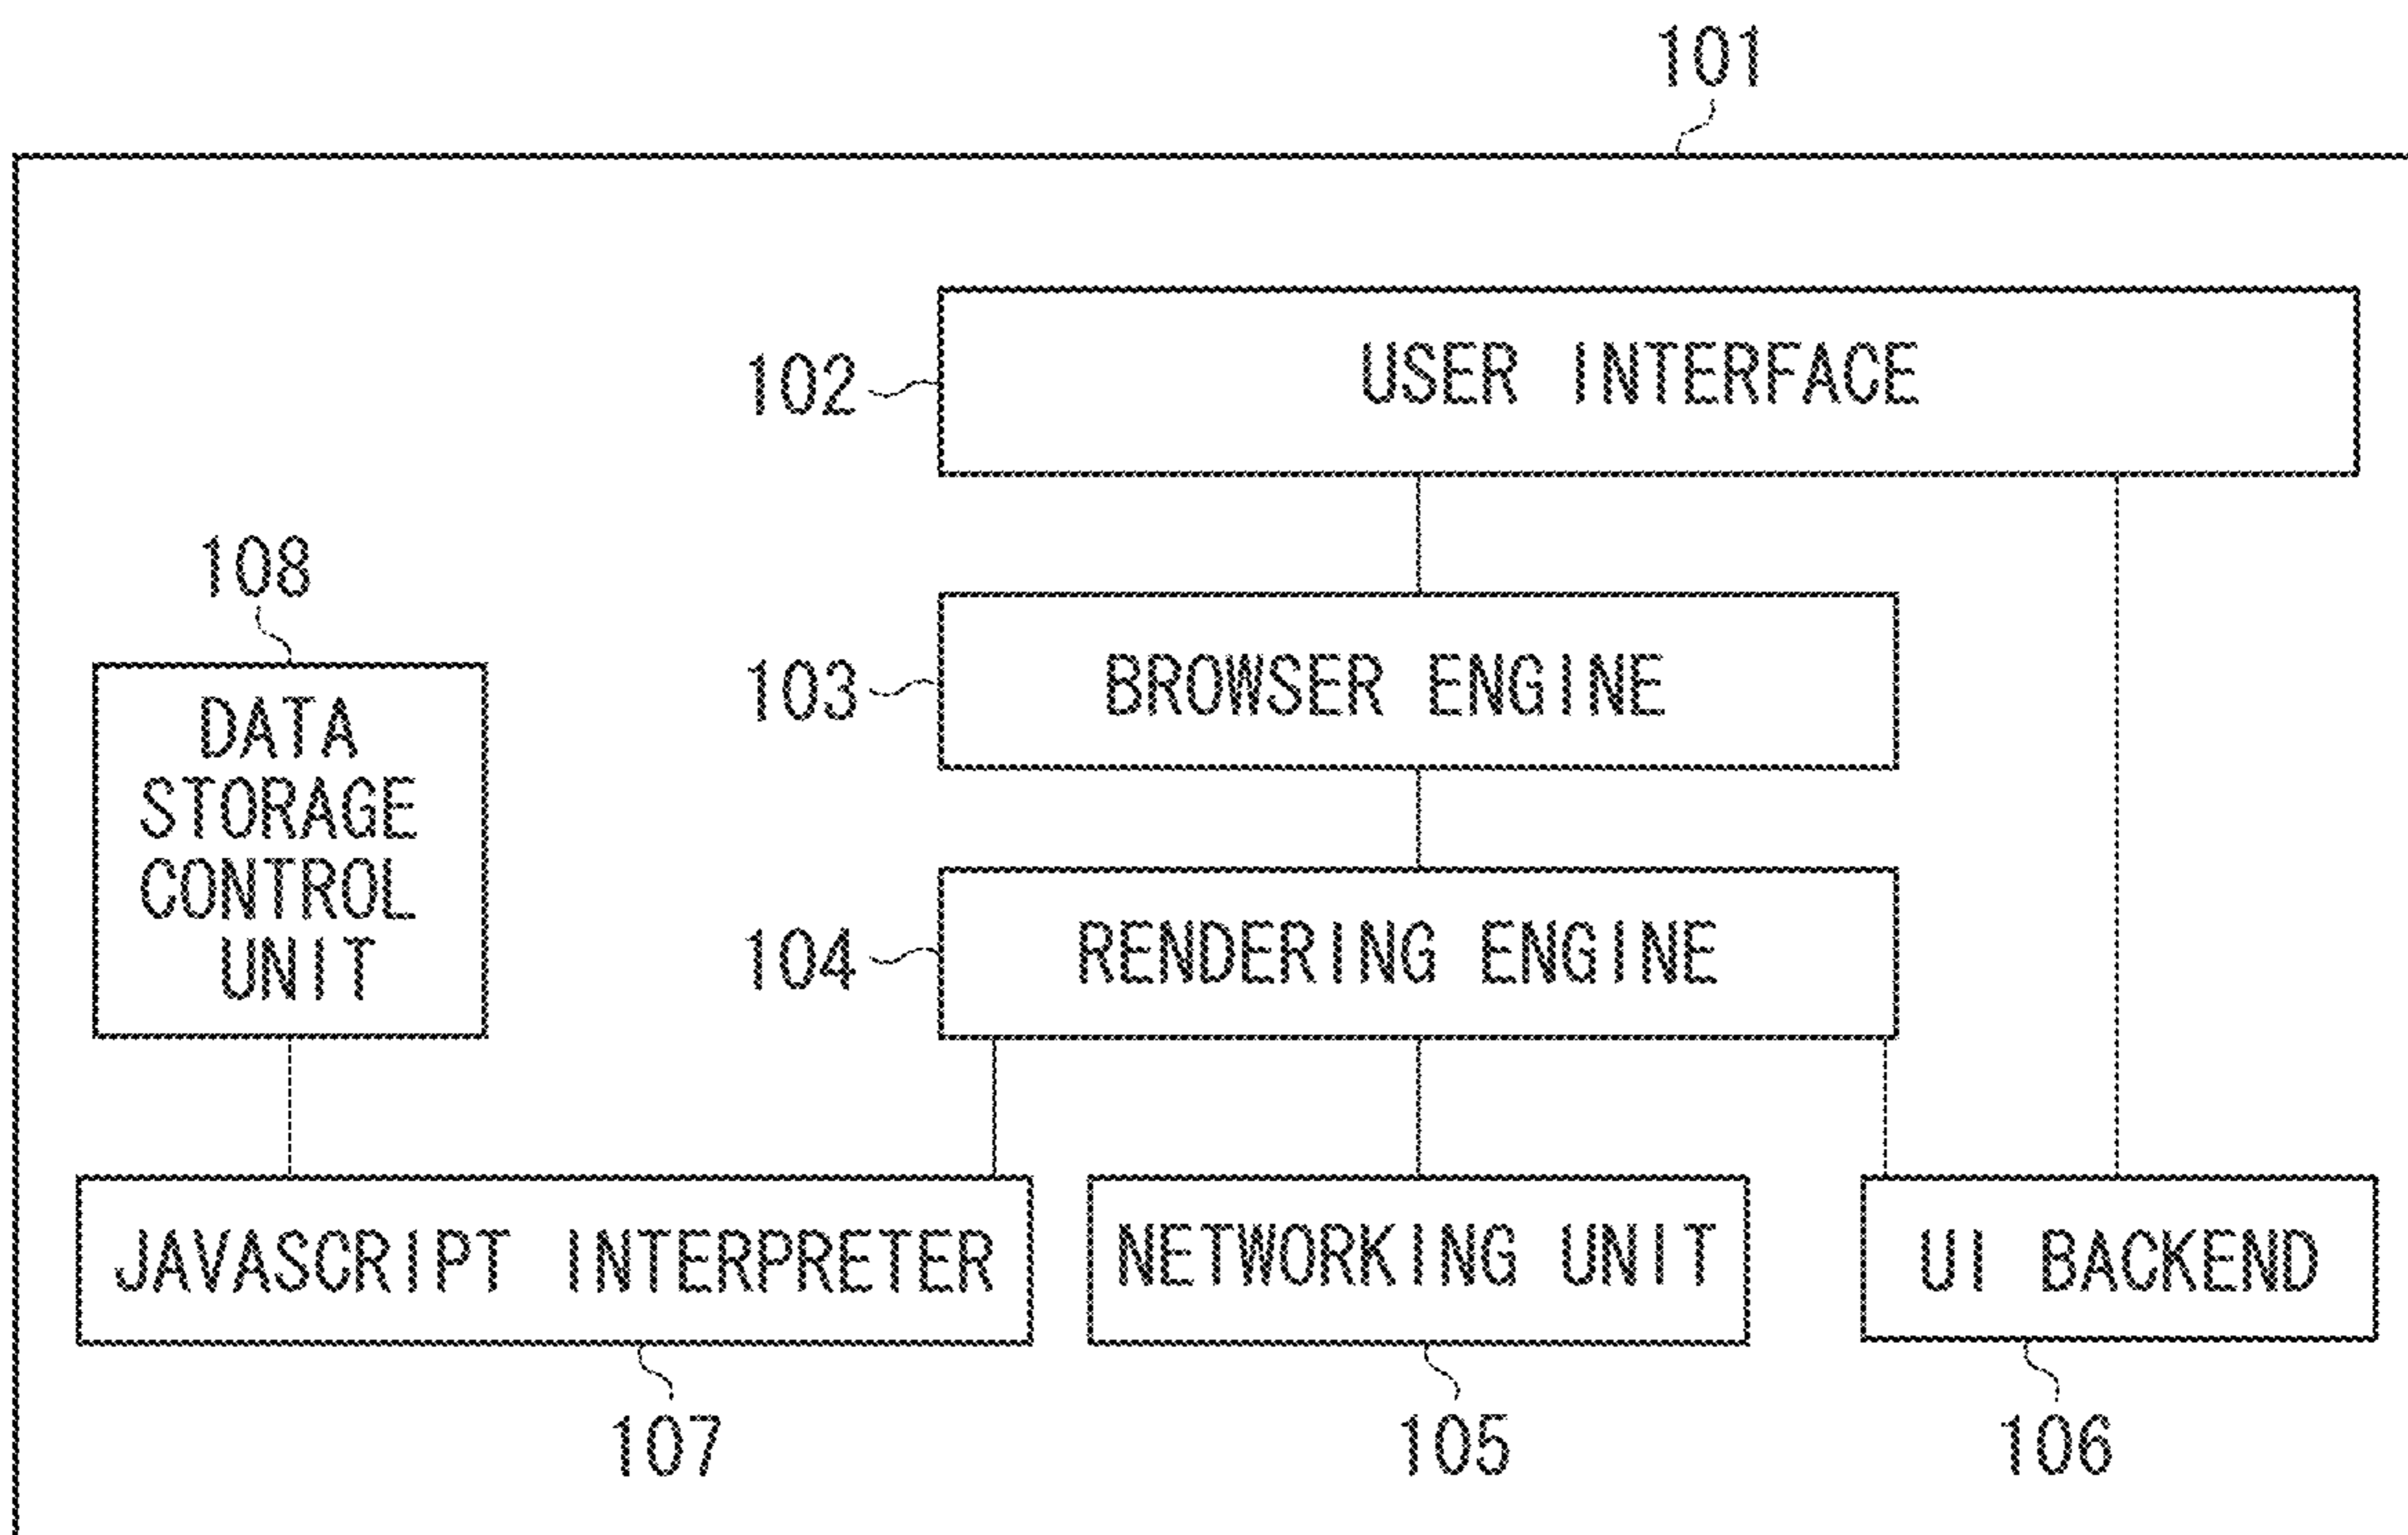 101
102
USER INTERFACE
108
103
BROWSER ENGINE
DATA
STORAGE
CONTROL
UNIT
104
RENDERING ENGINE
JAVASCRIPT INTERPRETER
NETWORKING UNIT
UI BACKEND
107
105
106